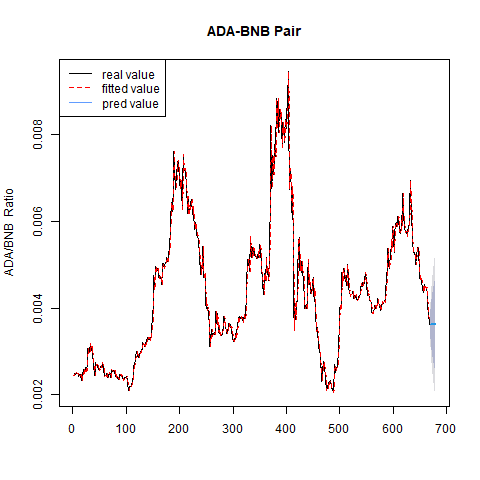 ADA-BNB Pair
real value
fitted value
pred value
ADA/BNB Ratio
0.008
0.006
0.004
0.002
0 100 200 300 400 500 600 700